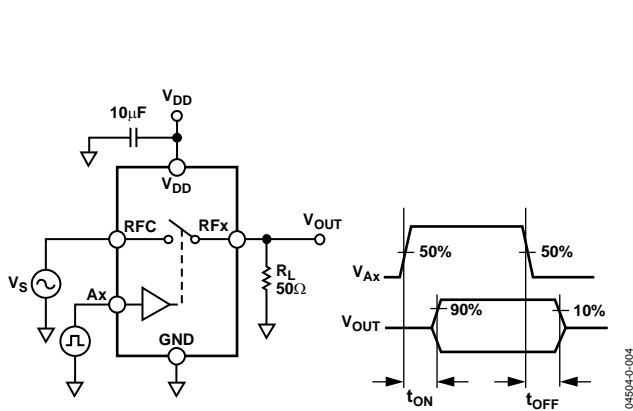 VDD
10μF
VDD
RFC
RFx
VOUT
VS
Ax
RL
50Ω
GND
50%
50%
VAx
90%
10%
VOUT
tON
tOFF
04504-0-004